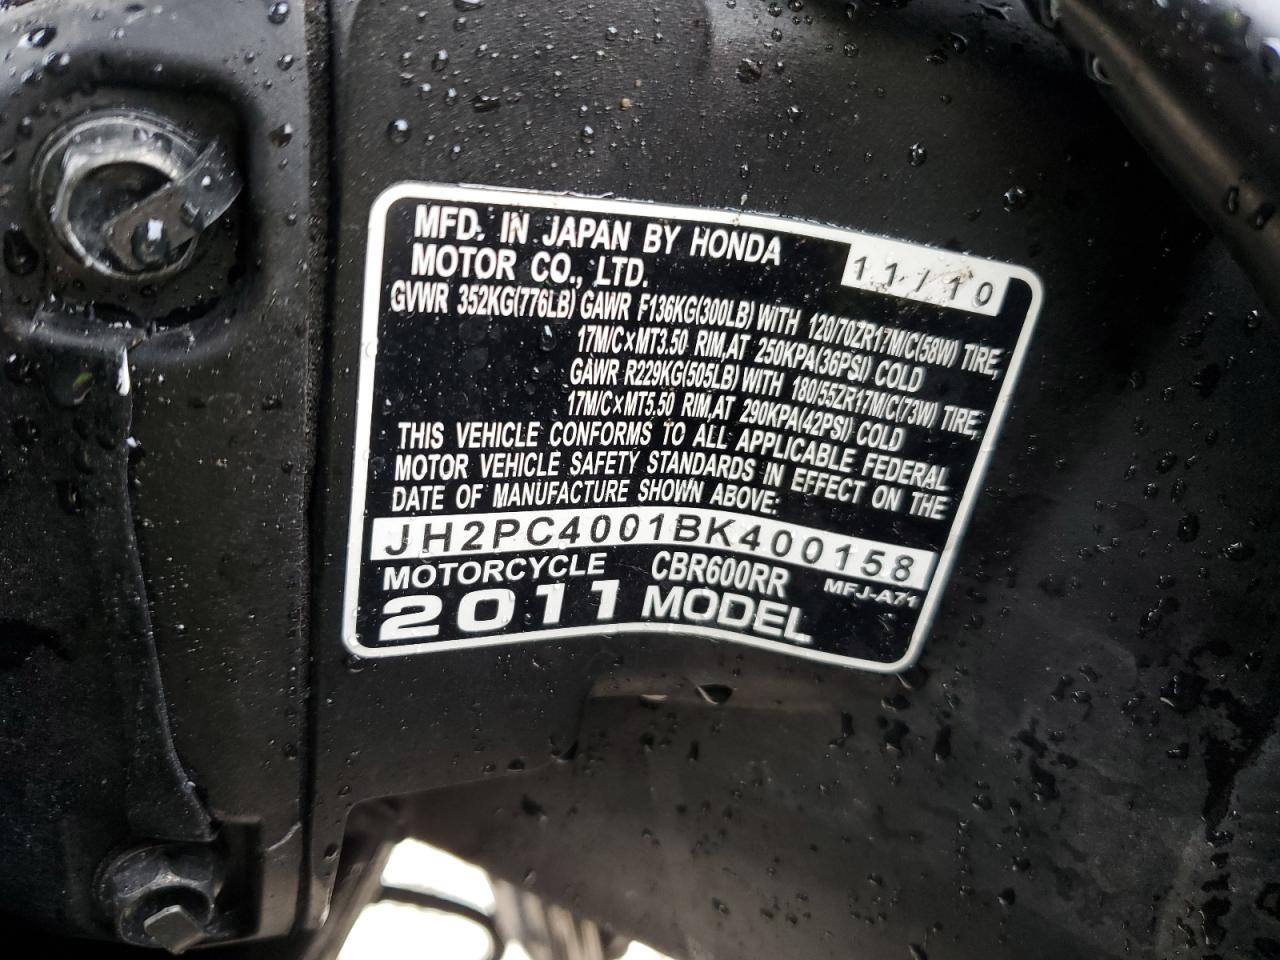 MFD. IN JAPAN BY HONDA
MOTOR CO., LTD.
11/10
GVWR 352KG(776LB) GAWR F136KG(300LB) WITH 120/70ZR17M/C(58W) TIRE,
17M/C×MT3.50 RIM, AT 250KPA(36PSI) COLD
GAWR R229KG(505LB) WITH 180/55ZR17M/C(73W) TIRE,
17M/C×MT5.50 RIM, AT 290KPA(42PSI) COLD
THIS VEHICLE CONFORMS TO ALL APPLICABLE FEDERAL
MOTOR VEHICLE SAFETY STANDARDS IN EFFECT ON THE
DATE OF MANUFACTURE SHOWN ABOVE:
JH2PC4001BK400158
MOTORCYCLE CBR600RR MFJ-A71
2011 MODEL